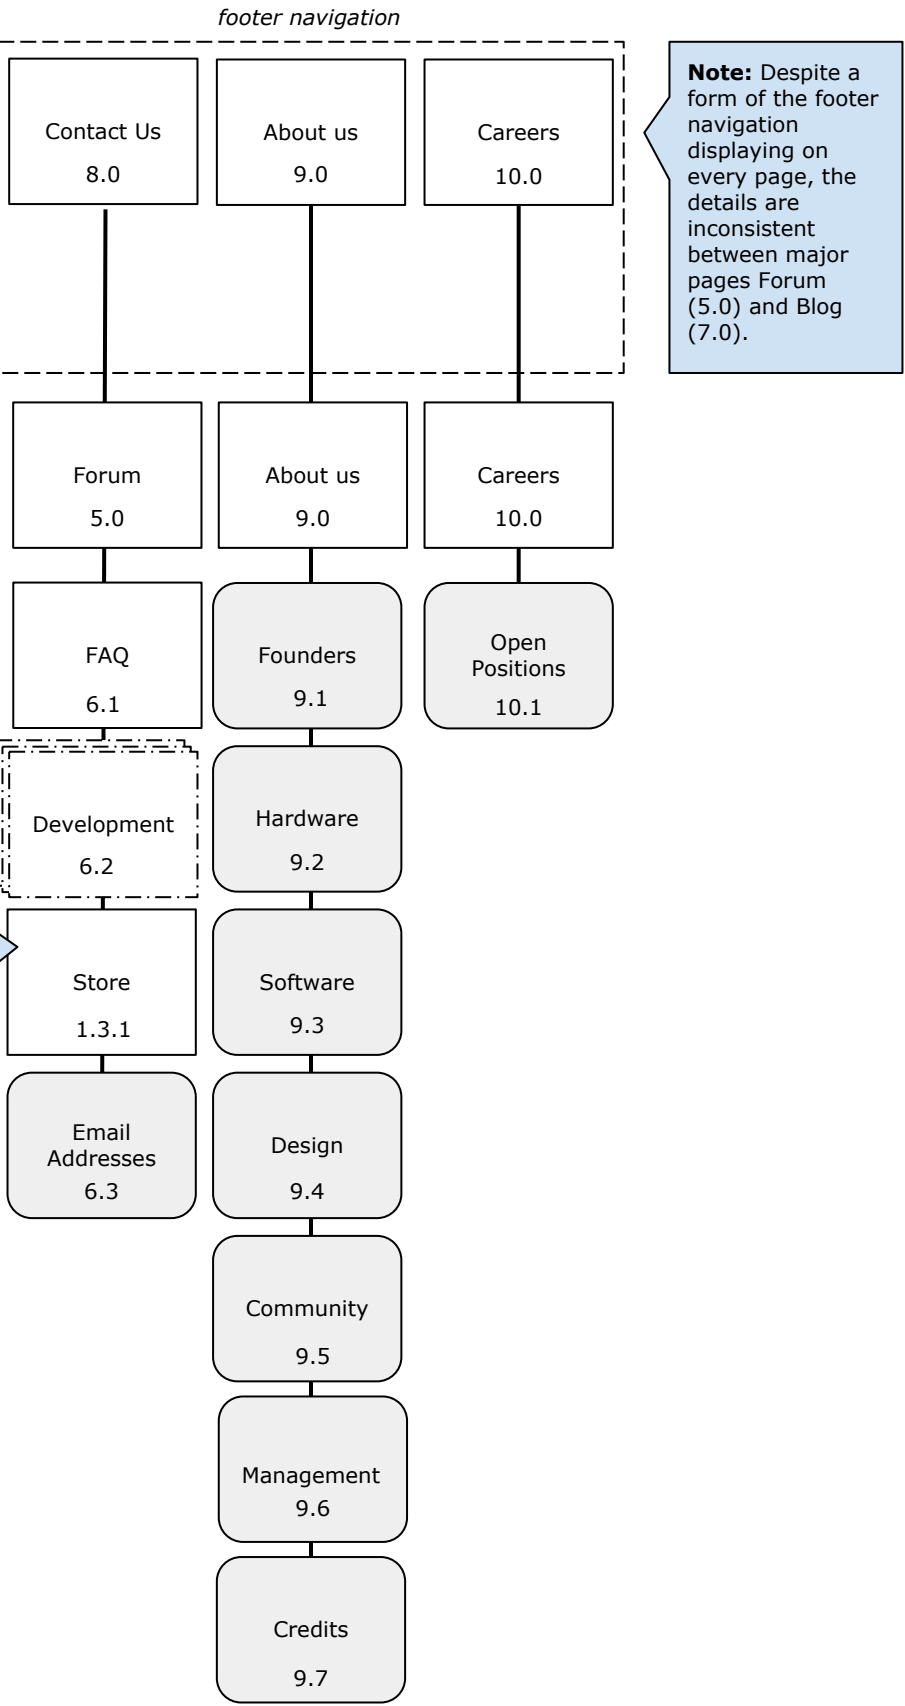 footer navigation
Contact Us
8.0
About us
9.0
Careers
10.0
Note: Despite a
form of the footer
navigation
displaying on
every page, the
details are
inconsistent
between major
pages Forum
(5.0) and Blog
(7.0).
Forum
5.0
About us
9.0
Careers
10.0
FAQ
6.1
Founders
9.1
Open
Positions
10.1
Development
6.2
Hardware
9.2
Store
1.3.1
Software
9.3
Email
Addresses
6.3
Design
9.4
Community
9.5
Management
9.6
Credits
9.7